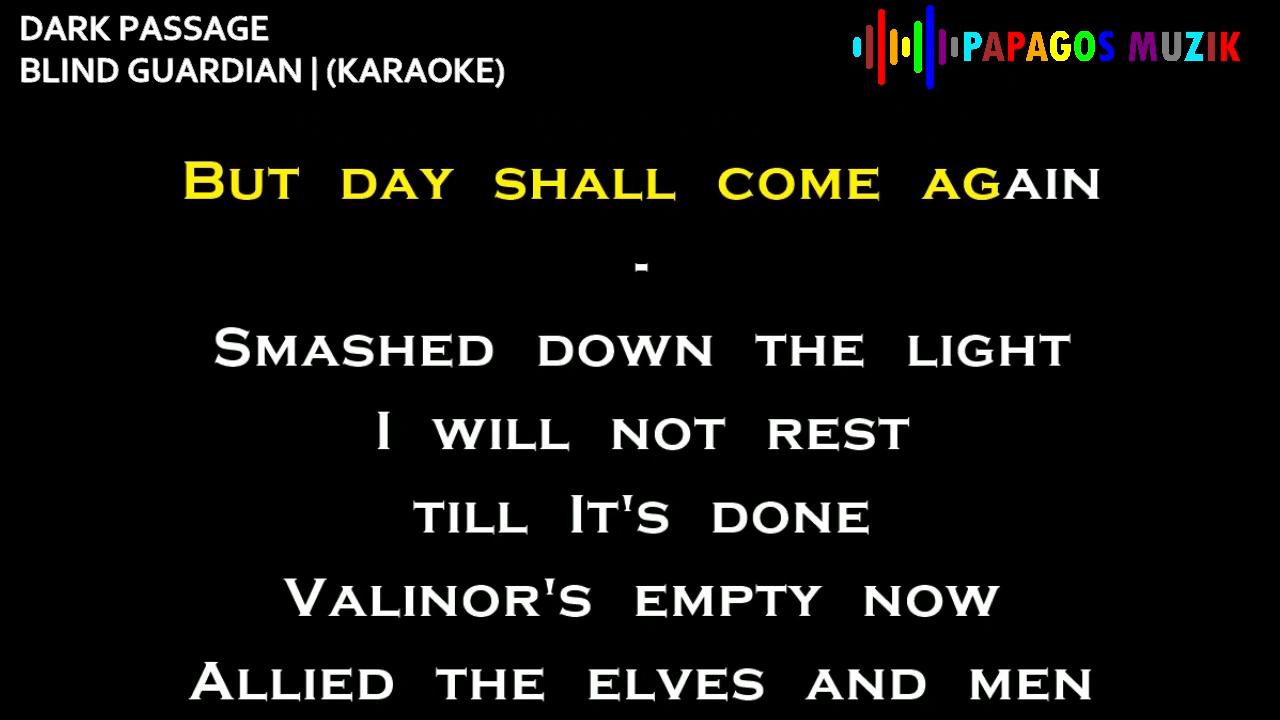 DARK PASSAGE
BLIND GUARDIAN | (KARAOKE)
PAPAGOS MUZIK
BUT DAY SHALL COME AGAIN
-
SMASHED DOWN THE LIGHT
I WILL NOT REST
TILL IT'S DONE
VALINOR'S EMPTY NOW
ALLIED THE ELVES AND MEN